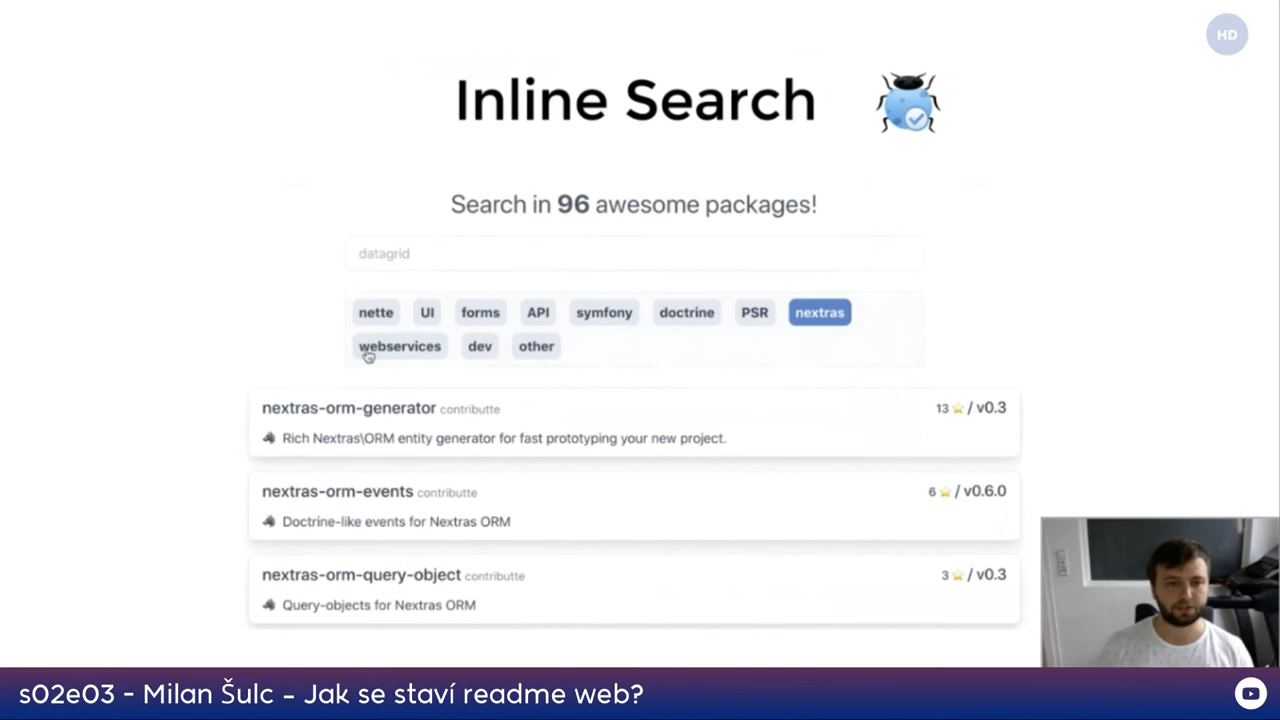 HD
Inline Search
Search in 96 awesome packages!
datagrid
nette UI forms API symfony doctrine PSR nextras
webservices dev other
nextras-orm-generator contributte 13 ⭐ / v0.3
Rich Nextras\ORM entity generator for fast prototyping your new project.
nextras-orm-events contributte 6 ⭐ / v0.6.0
Doctrine-like events for Nextras ORM
nextras-orm-query-object contributte 3 ⭐ / v0.3
Query-objects for Nextras ORM
s02e03 - Milan Šulc - Jak se staví readme web?